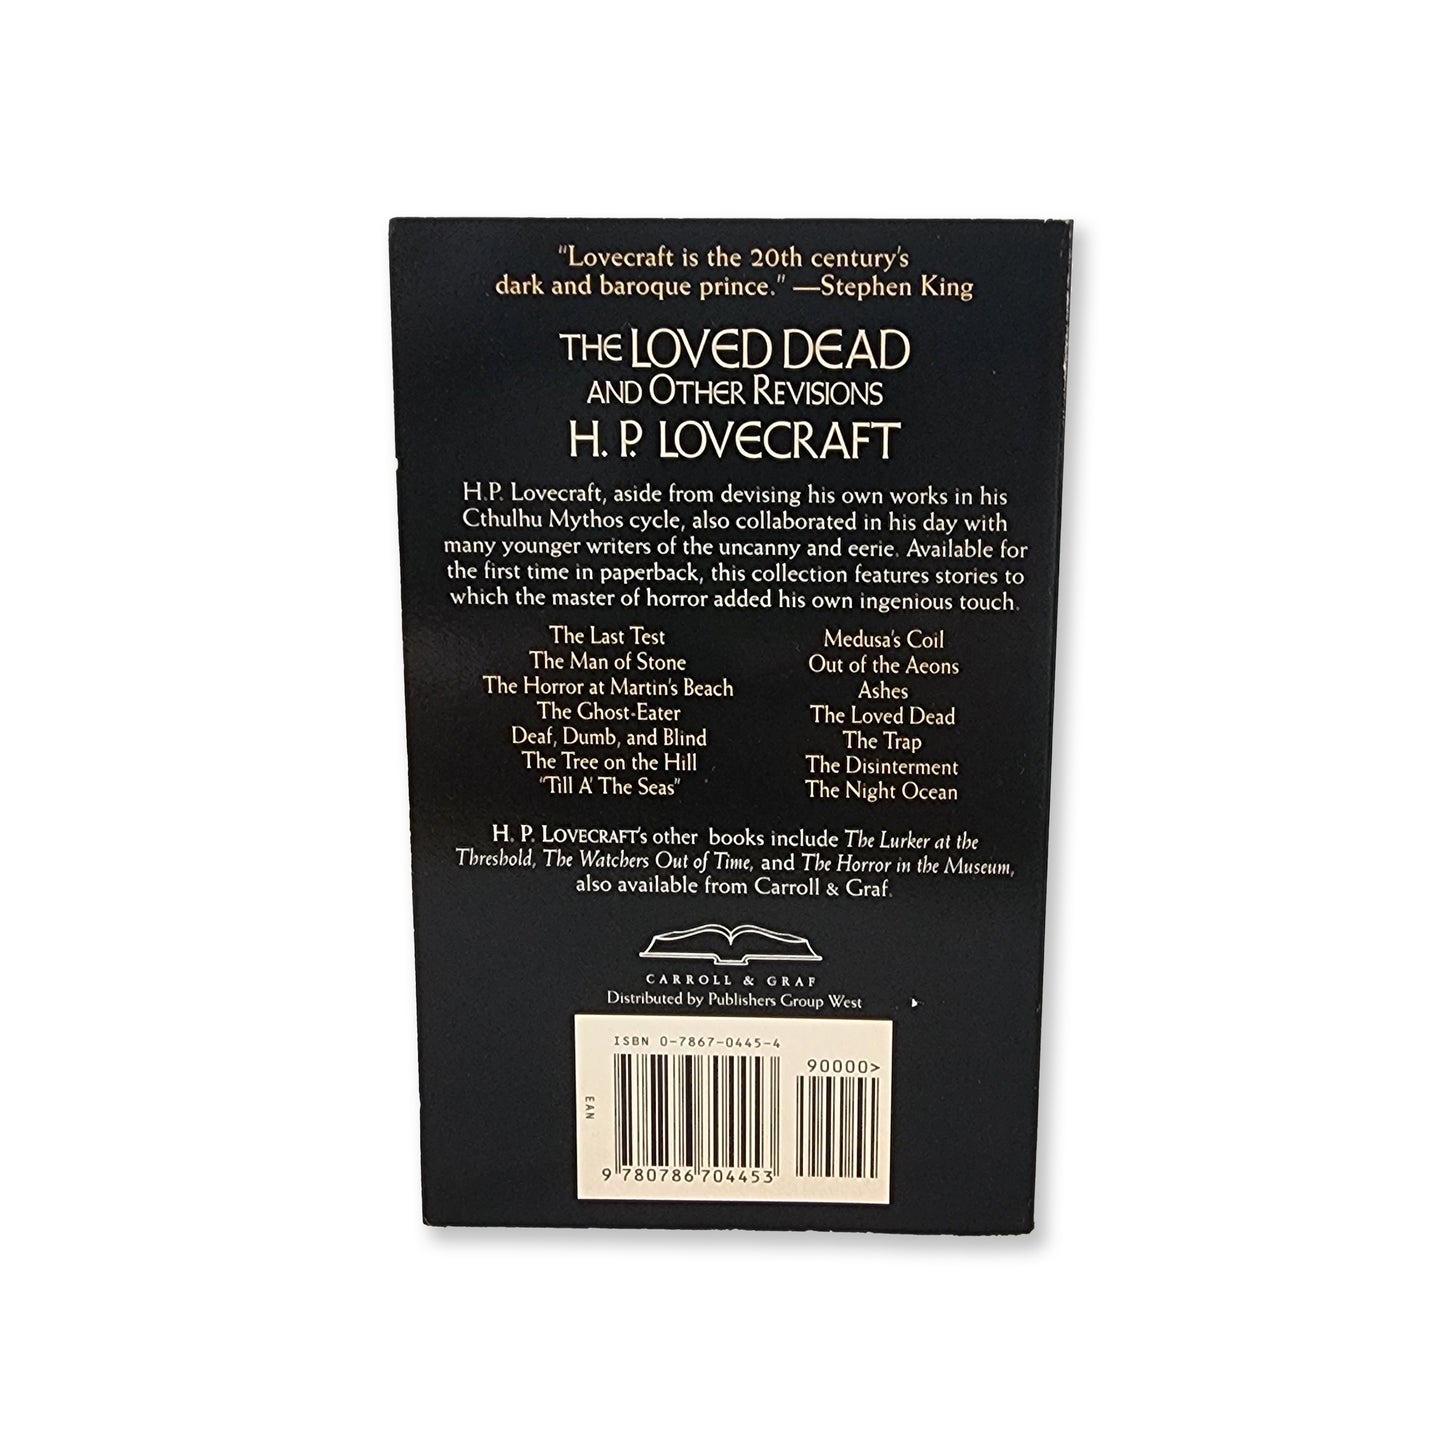 "Lovecraft is the 20th century's
dark and baroque prince." —Stephen King
THE LOVED DEAD
AND OTHER REVISIONS
H. P. LOVECRAFT
H.P. Lovecraft, aside from devising his own works in his
Cthulhu Mythos cycle, also collaborated in his day with
many younger writers of the uncanny and eerie. Available for
the first time in paperback, this collection features stories to
which the master of horror added his own ingenious touch.
The Last Test
The Man of Stone
The Horror at Martin's Beach
The Ghost-Eater
Deaf, Dumb, and Blind
The Tree on the Hill
"Till A' The Seas"
Medusa's Coil
Out of the Aeons
Ashes
The Loved Dead
The Trap
The Disinterment
The Night Ocean
H. P. LOVECRAFT's other books include The Lurker at the
Threshold, The Watchers Out of Time, and The Horror in the Museum,
also available from Carroll & Graf.
CARROLL & GRAF
Distributed by Publishers Group West
ISBN 0-7867-0445-4
90000>
EAN
9 780786 704453